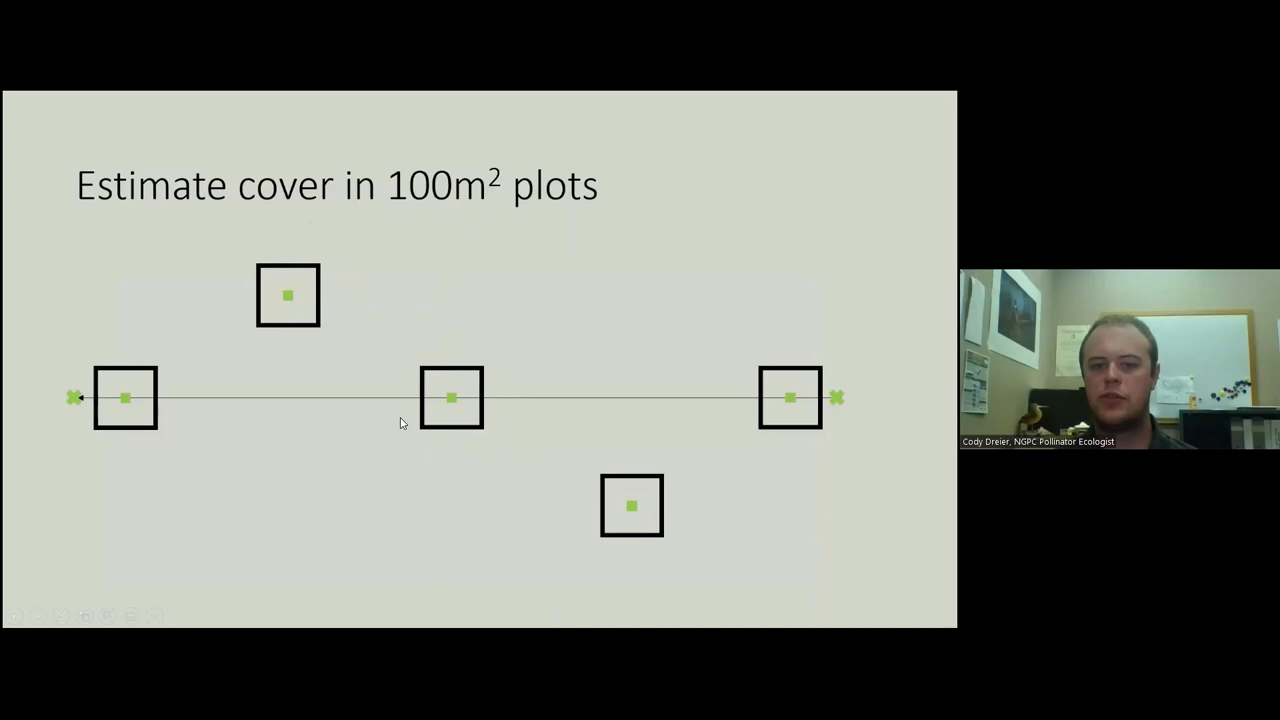 Estimate cover in 100m² plots
Cody Dreier, NGPC Pollinator Ecologist